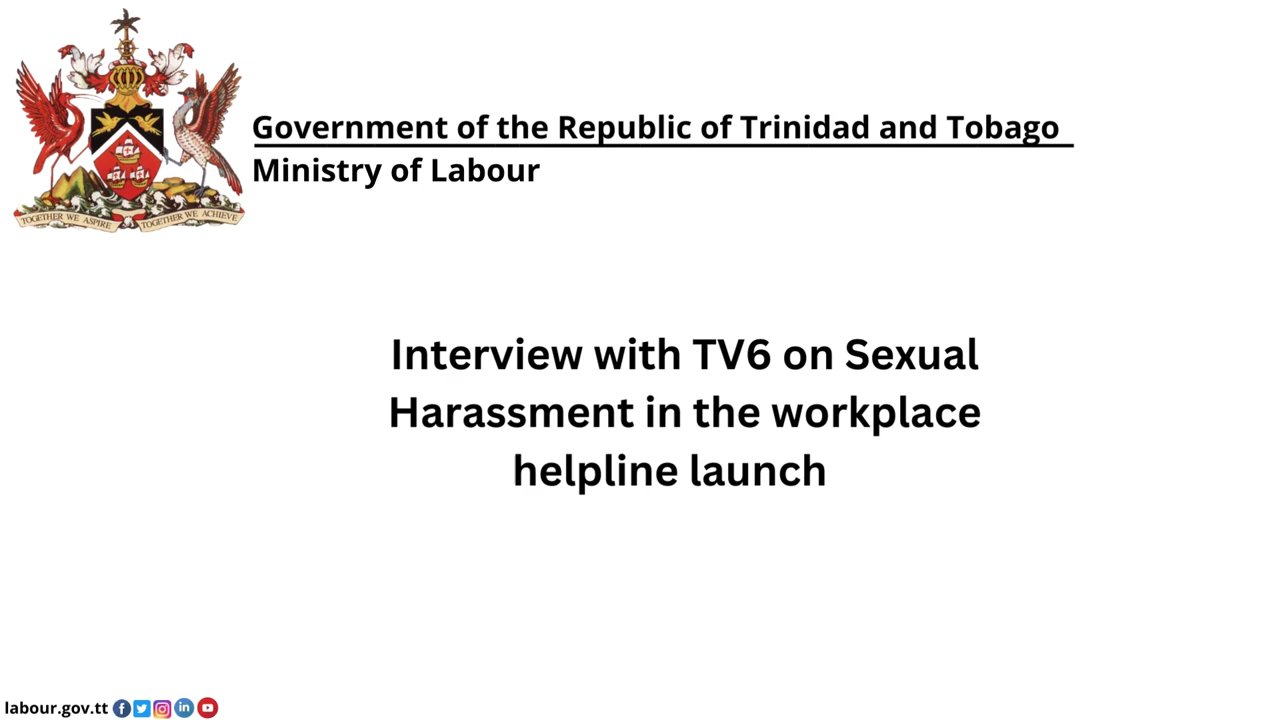 Government of the Republic of Trinidad and Tobago
Ministry of Labour
TOGETHER WE ASPIRE TOGETHER WE ACHIEVE
Interview with TV6 on Sexual
Harassment in the workplace
helpline launch
labour.gov.tt